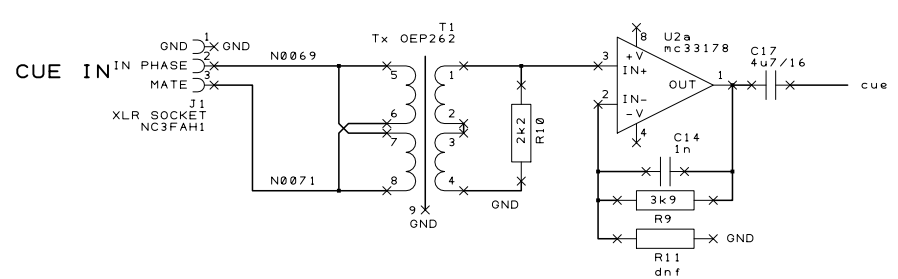 CUE IN
GND 1 GND
IN PHASE 2
MATE 3
J1
XLR SOCKET
NC3FAH1
N0069
N0071
T1
Tx OEP262
5
6
7
8
1
2
3
4
9
GND
2k2
R10
GND
U2a
mc33178
8
+V
3
IN+
OUT
1
2
IN-
-V
4
C17
4u7/16
cue
C14
1n
3k9
R9
GND
R11
dnf